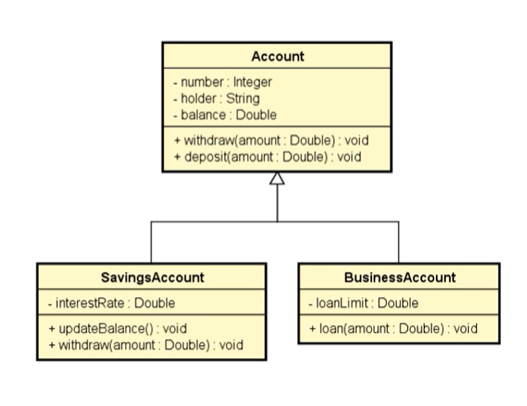 Account
- number : Integer
- holder : String
- balance : Double
+ withdraw(amount : Double) : void
+ deposit(amount : Double) : void
SavingsAccount
- interestRate : Double
+ updateBalance() : void
+ withdraw(amount : Double) : void
BusinessAccount
- loanLimit : Double
+ loan(amount : Double) : void